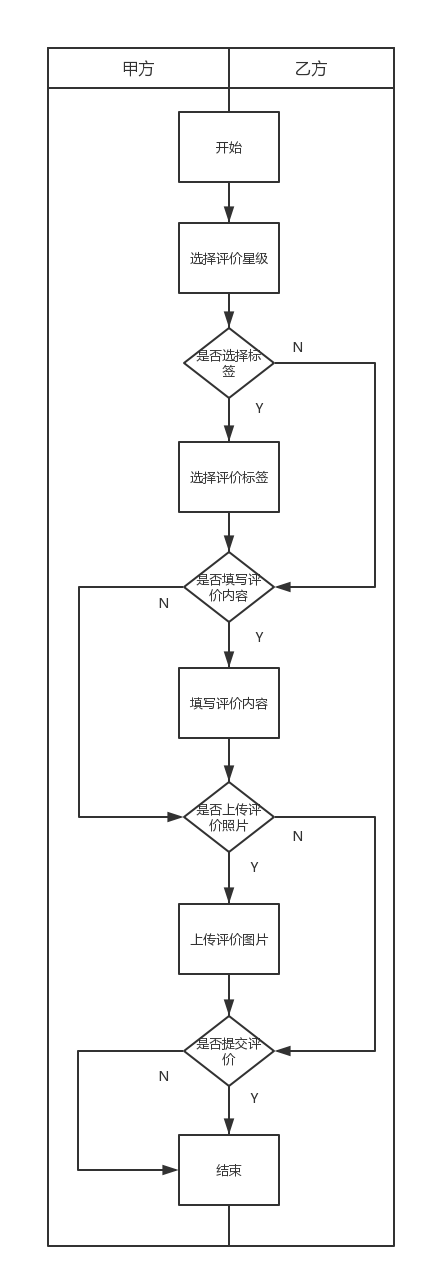 甲方
乙方
开始
选择评价星级
是否选择标
签
N
Y
选择评价标签
是否填写评
价内容
N
Y
填写评价内容
是否上传评
价照片
N
Y
上传评价图片
是否提交评
价
N
Y
结束